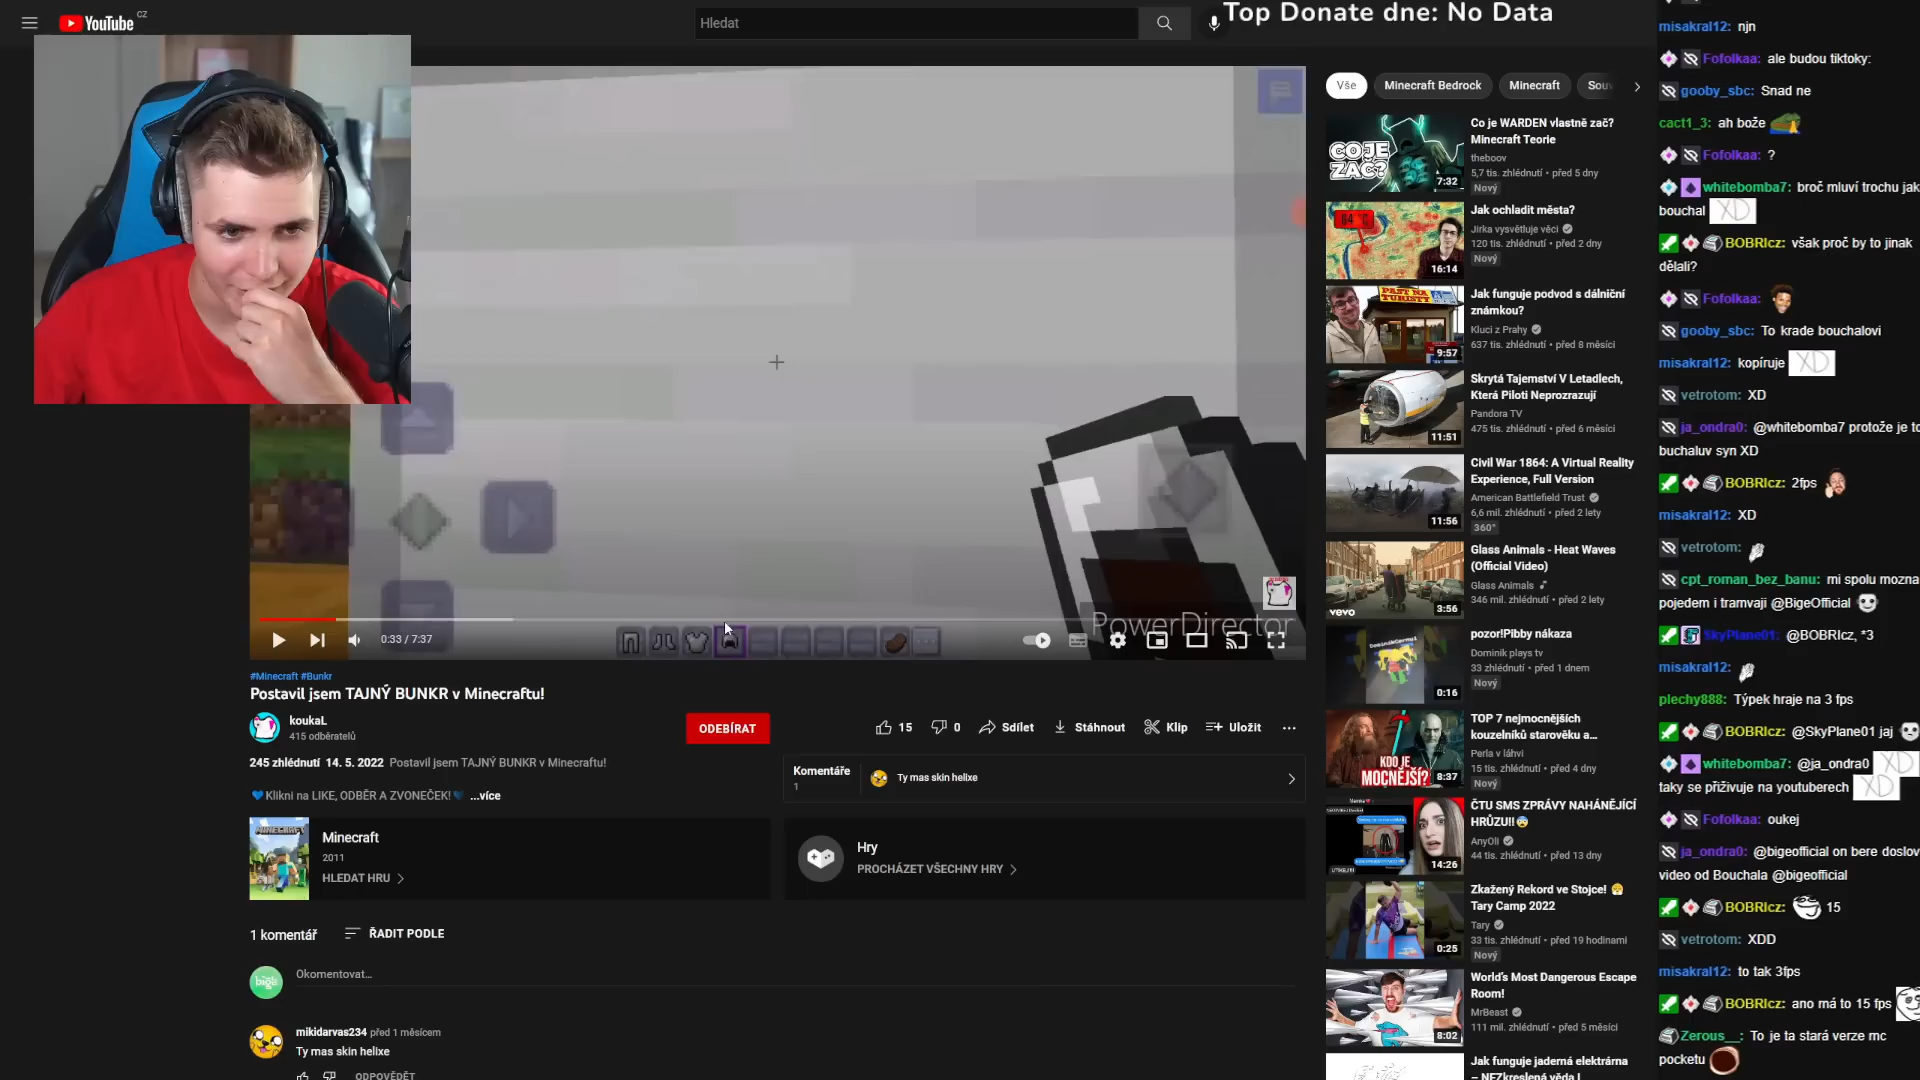 YouTube CZ
Hledat
Top Donate dne: No Data
PowerDirector
0:33 / 7:37
#Minecraft #Bunkr
Postavil jsem TAJNÝ BUNKR v Minecraftu!
koukaL
415 odběratelů
ODEBÍRAT
15
0
Sdílet
Stáhnout
Klip
Uložit
245 zhlédnutí 14. 5. 2022 Postavil jsem TAJNÝ BUNKR v Minecraftu!
Klikni na LIKE, ODBĚR A ZVONEČEK! ...více
Komentáře
1
Ty mas skin helixe
MINECRAFT
Minecraft
2011
HLEDAT HRU
Hry
PROCHÁZET VŠECHNY HRY
1 komentář
ŘADIT PODLE
bige
Okomentovat...
mikidarvas234 před 1 měsícem
Ty mas skin helixe
ODPOVĚDĚT
Vše
Minecraft Bedrock
Minecraft
CO JE
ZAČ?
7:32
Co je WARDEN vlastně zač?
Minecraft Teorie
theboov
5,7 tis. zhlédnutí • před 5 dny
Nový
16:14
Jak ochladit města?
Jirka vysvětluje věci
120 tis. zhlédnutí • před 2 dny
Nový
PAST NA
TURISTY
9:57
Jak funguje podvod s dálniční
známkou?
Kluci z Prahy
637 tis. zhlédnutí • před 8 měsíci
11:51
Skrytá Tajemství V Letadlech,
Která Piloti Neprozrazují
Pandora TV
475 tis. zhlédnutí • před 6 měsíci
11:56
Civil War 1864: A Virtual Reality
Experience, Full Version
American Battlefield Trust
6,6 mil. zhlédnutí • před 2 lety
360°
vevo
3:56
Glass Animals - Heat Waves
(Official Video)
Glass Animals
346 mil. zhlédnutí • před 2 lety
0:16
pozor!Pibby nákaza
Dominik plays tv
33 zhlédnutí • před 1 dnem
Nový
KDO JE
MOCNĚJŠÍ?
8:37
TOP 7 nejmocnějších
kouzelníků starověku a...
Perla v láhvi
15 tis. zhlédnutí • před 4 dny
Nový
14:26
ČTU SMS ZPRÁVY NAHÁNĚJÍCÍ
HRŮZU!!
AnyOli
44 tis. zhlédnutí • před 13 dny
0:25
Zkažený Rekord ve Stojce!
Tary Camp 2022
Tary
33 tis. zhlédnutí • před 19 hodinami
Nový
8:02
World's Most Dangerous Escape
Room!
MrBeast
111 mil. zhlédnutí • před 5 měsíci
Jak funguje jaderná elektrárna
misakral12: njn
Fofolkaa: ale budou tiktoky:
gooby_sbc: Snad ne
cact1_3: ah bože
Fofolkaa: ?
whitebomba7: broč mluví trochu jak
bouchal XD
BOBRIcz: však proč by to jinak
dělali?
Fofolkaa:
gooby_sbc: To krade bouchalovi
misakral12: kopíruje XD
vetrotom: XD
ja_ondra0: @whitebomba7 protože je to
buchaluv syn XD
BOBRIcz: 2fps
misakral12: XD
vetrotom:
cpt_roman_bez_banu: mi spolu mozna
pojedem i tramvaji @BigeOfficial
SkyPlane01: @BOBRIcz, *3
misakral12:
plechy888: Týpek hraje na 3 fps
BOBRIcz: @SkyPlane01 jaj
whitebomba7: @ja_ondra0 XD
taky se přiživuje na youtuberech XD
Fofolkaa: oukej
ja_ondra0: @bigeofficial on bere doslov
video od Bouchala @bigeofficial
BOBRIcz: 15
vetrotom: XDD
misakral12: to tak 3fps
BOBRIcz: ano má to 15 fps
Zerous__: To je ta stará verze mc
pocketu